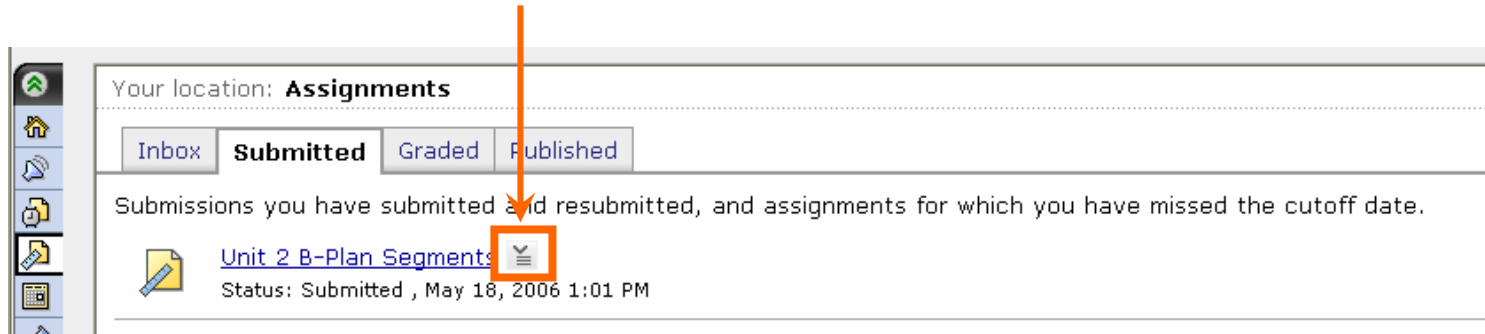 Your location: Assignments
Inbox Submitted Graded Published
Submissions you have submitted and resubmitted, and assignments for which you have missed the cutoff date.
Unit 2 B-Plan Segments
Status: Submitted , May 18, 2006 1:01 PM